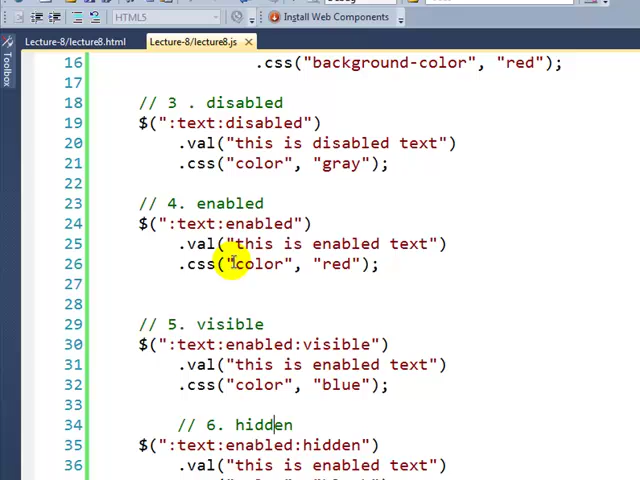 HTML5
Install Web Components
Lecture-8/lecture8.html
Lecture-8/lecture8.js
Toolbox
16 .css("background-color", "red");
17
18 // 3 . disabled
19 $(":text:disabled")
20 .val("this is disabled text")
21 .css("color", "gray");
22
23 // 4. enabled
24 $(":text:enabled")
25 .val("this is enabled text")
26 .css("color", "red");
27
28
29 // 5. visible
30 $(":text:enabled:visible")
31 .val("this is enabled text")
32 .css("color", "blue");
33
34 // 6. hidden
35 $(":text:enabled:hidden")
36 .val("this is enabled text")